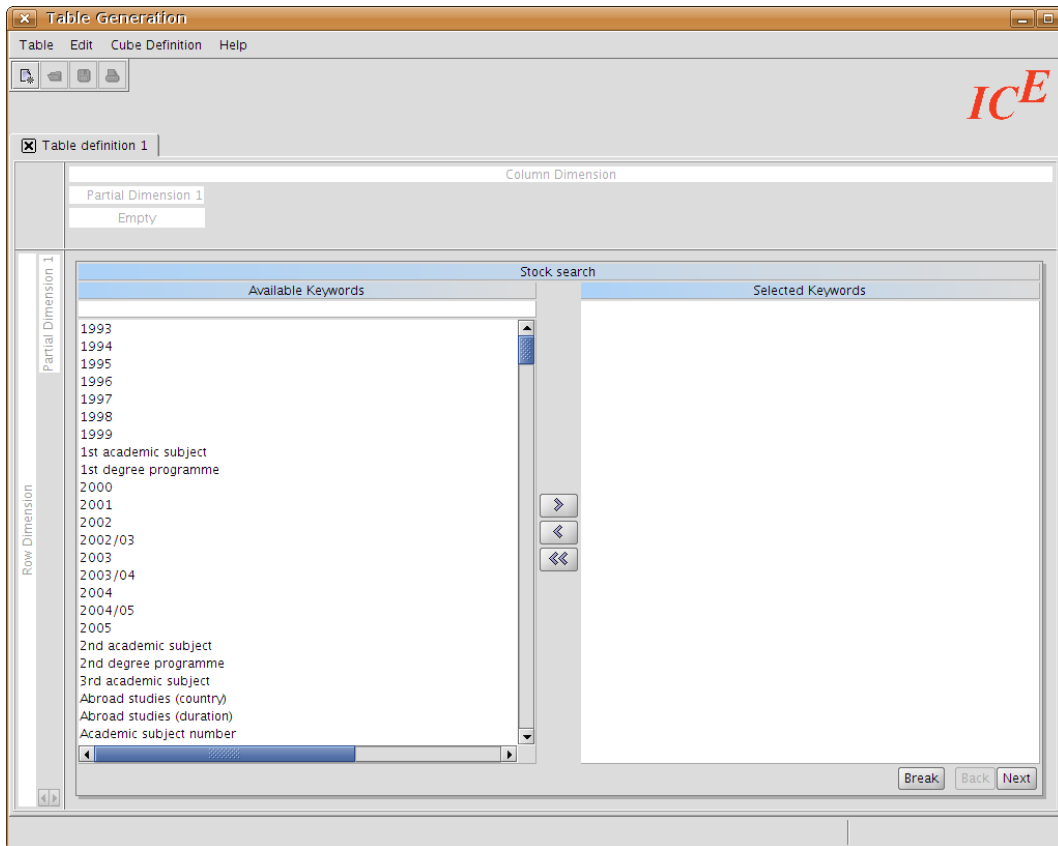 Table Generation
Table Edit Cube Definition Help
ICE
Table definition 1
Column Dimension
Partial Dimension 1
Empty
Row Dimension
Partial Dimension 1
Stock search
Available Keywords
Selected Keywords
1993
1994
1995
1996
1997
1998
1999
1st academic subject
1st degree programme
2000
2001
2002
2002/03
2003
2003/04
2004
2004/05
2005
2nd academic subject
2nd degree programme
3rd academic subject
Abroad studies (country)
Abroad studies (duration)
Academic subject number
Break Back Next